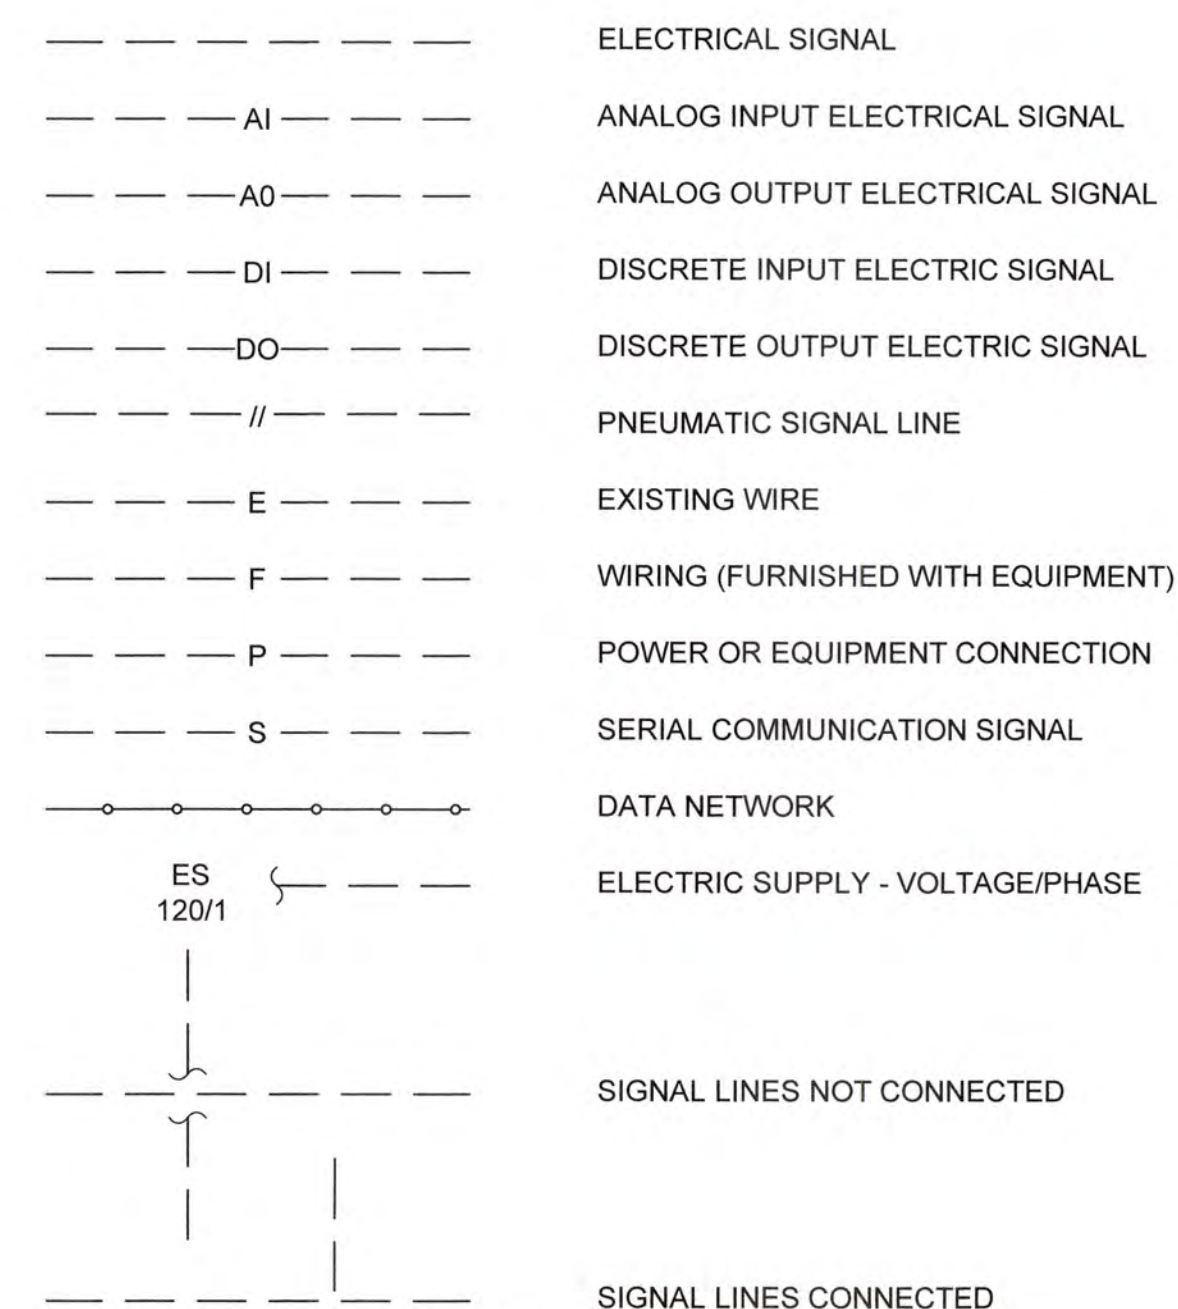 ELECTRICAL SIGNAL
AI ANALOG INPUT ELECTRICAL SIGNAL
A0 ANALOG OUTPUT ELECTRICAL SIGNAL
DI DISCRETE INPUT ELECTRIC SIGNAL
DO DISCRETE OUTPUT ELECTRIC SIGNAL
// PNEUMATIC SIGNAL LINE
E EXISTING WIRE
F WIRING (FURNISHED WITH EQUIPMENT)
P POWER OR EQUIPMENT CONNECTION
S SERIAL COMMUNICATION SIGNAL
DATA NETWORK
ES
120/1
ELECTRIC SUPPLY - VOLTAGE/PHASE
SIGNAL LINES NOT CONNECTED
SIGNAL LINES CONNECTED